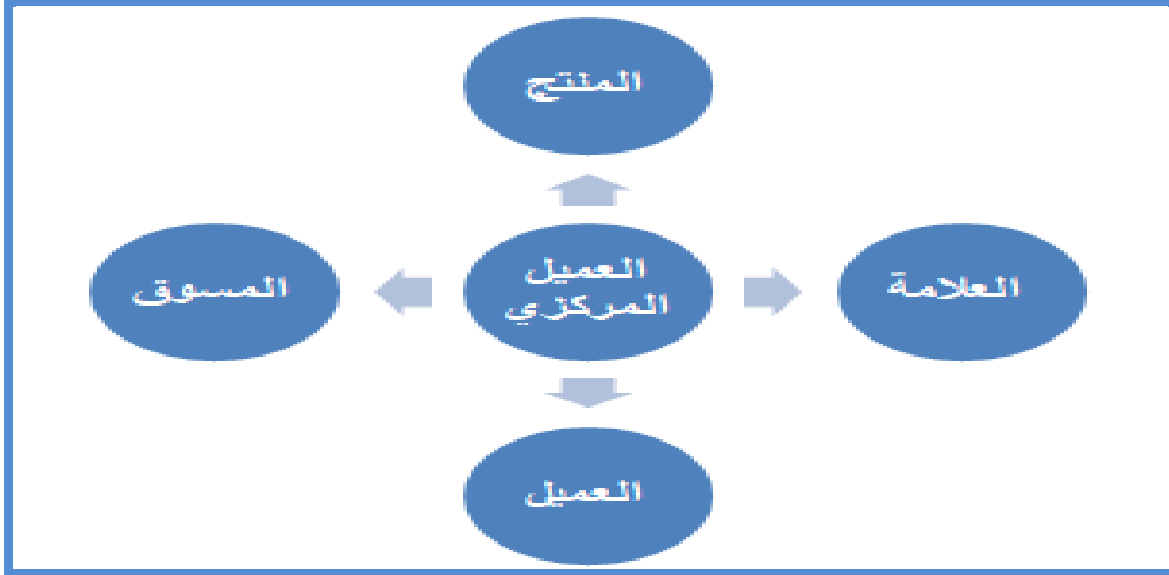 المنتج
العلامة
العميل
المركزي
المسوق
العميل